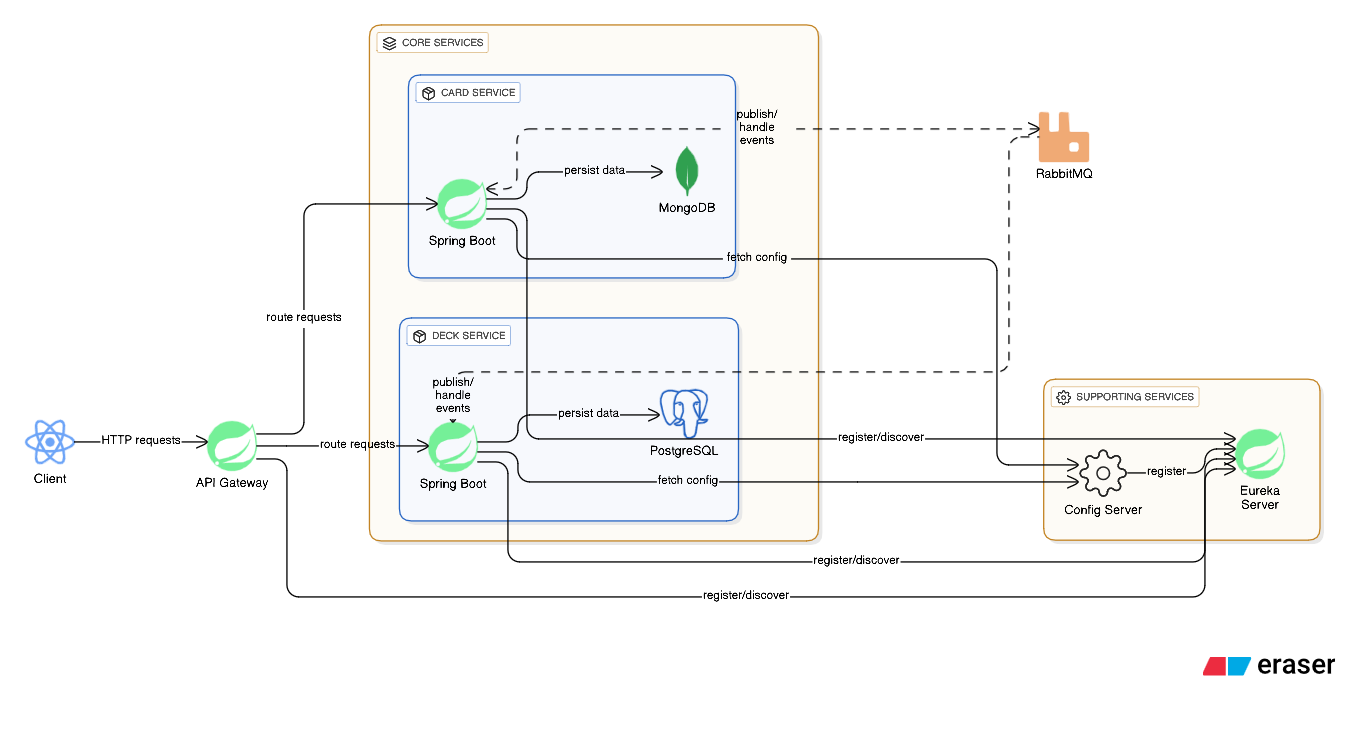 CORE SERVICES
CARD SERVICE
publish/
handle
events
RabbitMQ
persist data
MongoDB
Spring Boot
fetch config
route requests
DECK SERVICE
publish/
handle
events
persist data
PostgreSQL
Spring Boot
fetch config
route requests
HTTP requests
Client
API Gateway
register/discover
SUPPORTING SERVICES
register
Config Server
Eureka
Server
register/discover
register/discover
eraser